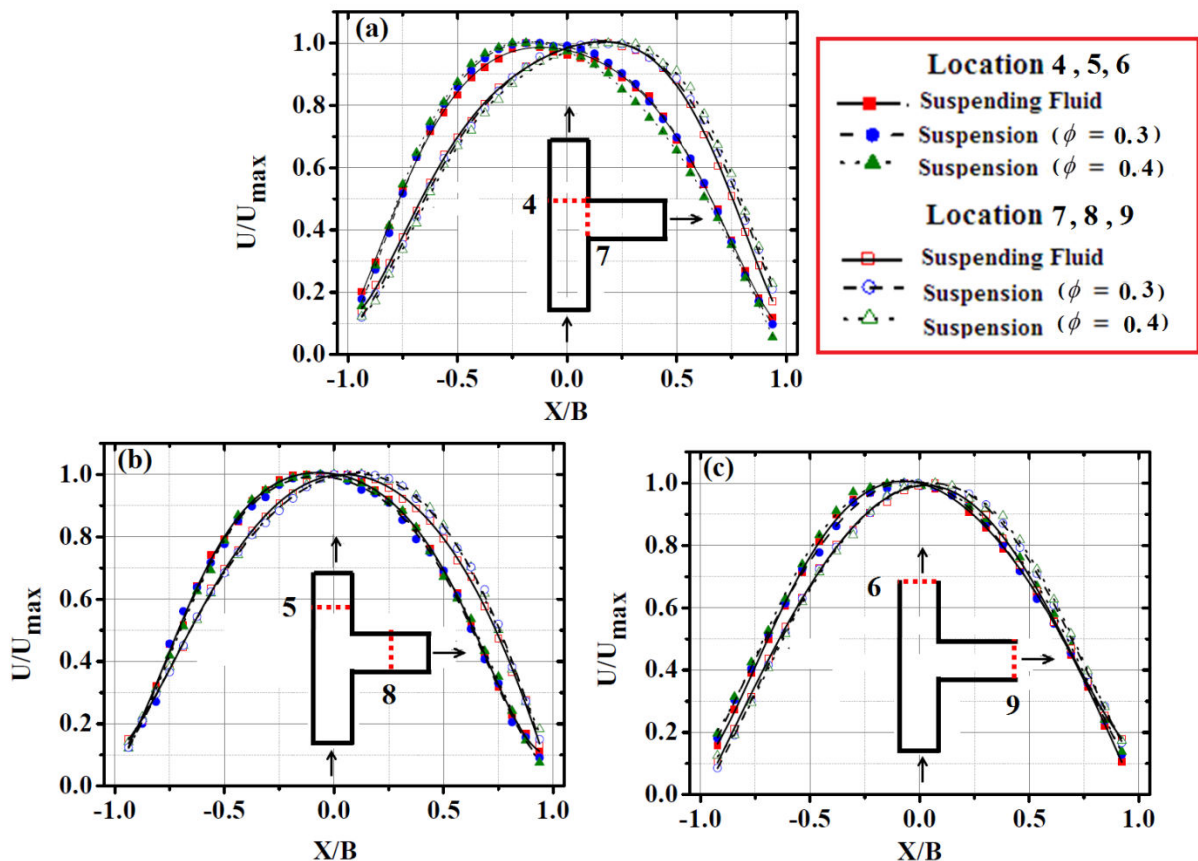 (a)
1.0
0.8
0.6
0.4
0.2
0.0
U/Umax
4
7
-1.0 -0.5 0.0 0.5 1.0
X/B
Location 4 , 5, 6
Suspending Fluid
Suspension (ϕ = 0.3)
Suspension (ϕ = 0.4)
Location 7, 8, 9
Suspending Fluid
Suspension (ϕ = 0.3)
Suspension (ϕ = 0.4)
(b)
1.0
0.8
0.6
0.4
0.2
0.0
U/Umax
5
8
-1.0 -0.5 0.0 0.5 1.0
X/B
(c)
1.0
0.8
0.6
0.4
0.2
0.0
U/Umax
6
9
-1.0 -0.5 0.0 0.5 1.0
X/B